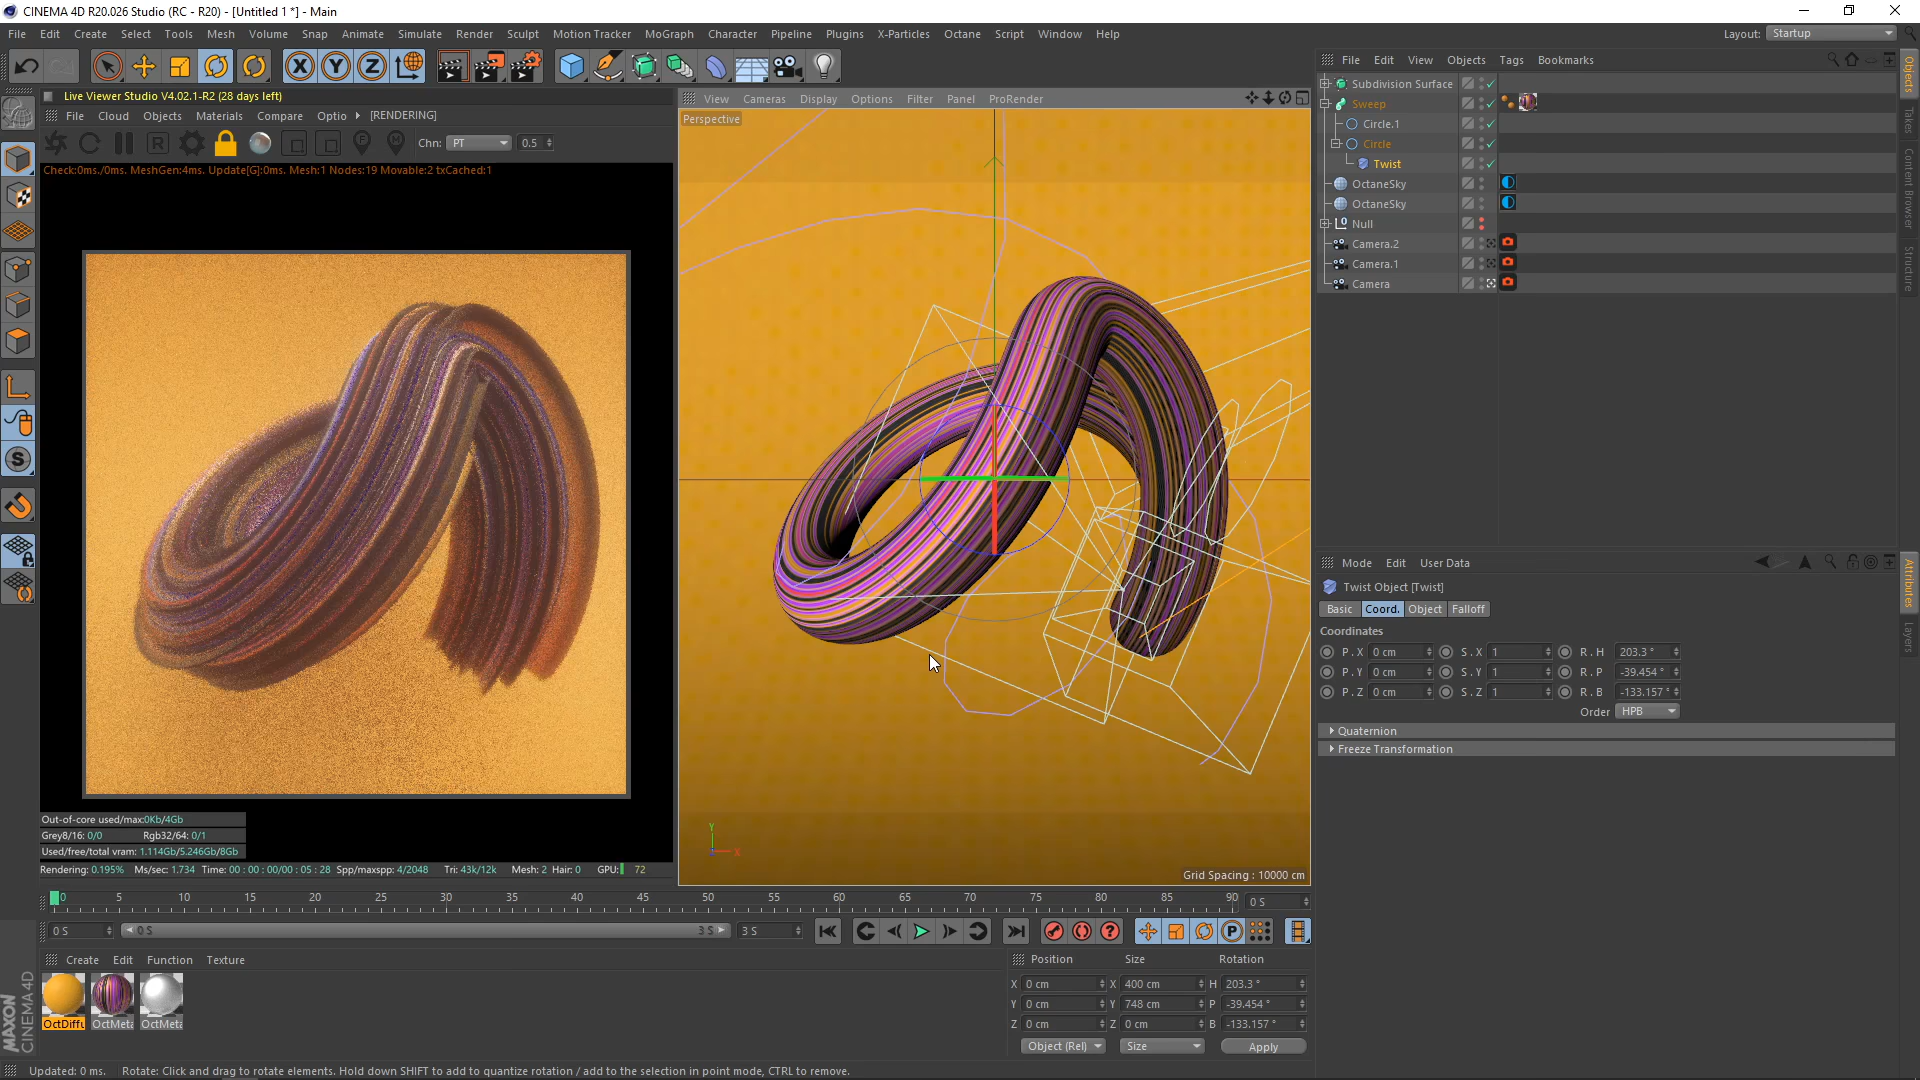 CINEMA 4D R20.026 Studio (RC - R20) - [Untitled 1 *] - Main
File Edit Create Select Tools Mesh Volume Snap Animate Simulate Render Sculpt Motion Tracker MoGraph Character Pipeline Plugins X-Particles Octane Script Window Help
Layout: Startup
X Y Z
Live Viewer Studio V4.02.1-R2 (28 days left)
File Cloud Objects Materials Compare Optio [RENDERING]
R F M Chn: PT 0.5
Check:0ms./0ms. MeshGen:4ms. Update[G]:0ms. Mesh:1 Nodes:19 Movable:2 txCached:1
Out-of-core used/max:0Kb/4Gb
Grey8/16: 0/0 Rgb32/64: 0/1
Used/free/total vram: 1.114Gb/5.246Gb/8Gb
Rendering: 0.195% Ms/sec: 1.734 Time: 00 : 00 : 00/00 : 05 : 28 Spp/maxspp: 4/2048 Tri: 43k/12k Mesh: 2 Hair: 0 GPU: 72
View Cameras Display Options Filter Panel ProRender
Perspective
Y
X
Grid Spacing : 10000 cm
File Edit View Objects Tags Bookmarks
Subdivision Surface
Sweep
Circle.1
Circle
Twist
OctaneSky
OctaneSky
Null
Camera.2
Camera.1
Camera
Objects
Takes
Content Browser
Structure
Mode Edit User Data
Twist Object [Twist]
Basic Coord. Object Falloff
Coordinates
P . X 0 cm S . X 1 R . H 203.3 °
P . Y 0 cm S . Y 1 R . P -39.454 °
P . Z 0 cm S . Z 1 R . B -133.157 °
Order HPB
Quaternion
Freeze Transformation
Attributes
Layers
0 5 10 15 20 25 30 35 40 45 50 55 60 65 70 75 80 85 90 0 S
0 S 0 S 3 S 3 S
P
Create Edit Function Texture
OctDiffu OctMeta OctMeta
MAXON
CINEMA 4D
Position Size Rotation
X 0 cm X 400 cm H 203.3 °
Y 0 cm Y 748 cm P -39.454 °
Z 0 cm Z 0 cm B -133.157 °
Object (Rel) Size Apply
Updated: 0 ms. Rotate: Click and drag to rotate elements. Hold down SHIFT to add to quantize rotation / add to the selection in point mode, CTRL to remove.